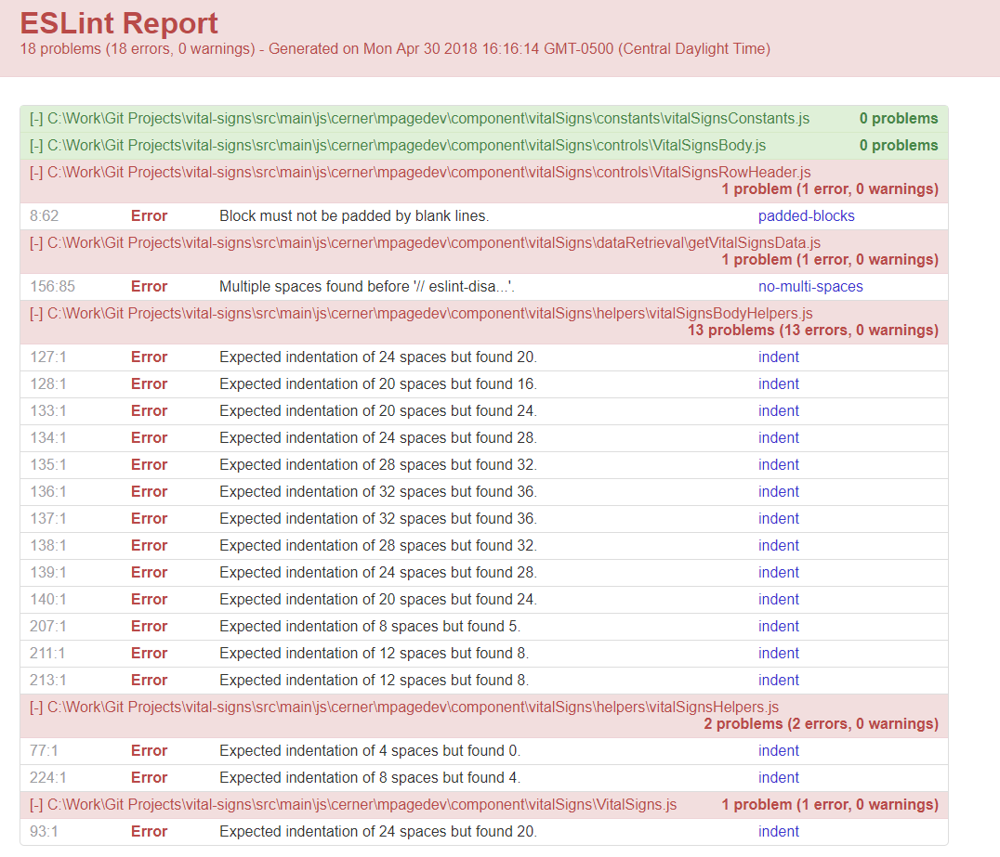 ESLint Report
18 problems (18 errors, 0 warnings) - Generated on Mon Apr 30 2018 16:16:14 GMT-0500 (Central Daylight Time)
[-] C:\Work\Git Projects\vital-signs\src\main\js\cerner\mpagedev\component\vitalSigns\constants\vitalSignsConstants.js 0 problems
[-] C:\Work\Git Projects\vital-signs\src\main\js\cerner\mpagedev\component\vitalSigns\controls\VitalSignsBody.js 0 problems
[-] C:\Work\Git Projects\vital-signs\src\main\js\cerner\mpagedev\component\vitalSigns\controls\VitalSignsRowHeader.js
1 problem (1 error, 0 warnings)
8:62 Error Block must not be padded by blank lines. padded-blocks
[-] C:\Work\Git Projects\vital-signs\src\main\js\cerner\mpagedev\component\vitalSigns\dataRetrieval\getVitalSignsData.js
1 problem (1 error, 0 warnings)
156:85 Error Multiple spaces found before '// eslint-disa...'. no-multi-spaces
[-] C:\Work\Git Projects\vital-signs\src\main\js\cerner\mpagedev\component\vitalSigns\helpers\vitalSignsBodyHelpers.js
13 problems (13 errors, 0 warnings)
127:1 Error Expected indentation of 24 spaces but found 20. indent
128:1 Error Expected indentation of 20 spaces but found 16. indent
133:1 Error Expected indentation of 20 spaces but found 24. indent
134:1 Error Expected indentation of 24 spaces but found 28. indent
135:1 Error Expected indentation of 28 spaces but found 32. indent
136:1 Error Expected indentation of 32 spaces but found 36. indent
137:1 Error Expected indentation of 32 spaces but found 36. indent
138:1 Error Expected indentation of 28 spaces but found 32. indent
139:1 Error Expected indentation of 24 spaces but found 28. indent
140:1 Error Expected indentation of 20 spaces but found 24. indent
207:1 Error Expected indentation of 8 spaces but found 5. indent
211:1 Error Expected indentation of 12 spaces but found 8. indent
213:1 Error Expected indentation of 12 spaces but found 8. indent
[-] C:\Work\Git Projects\vital-signs\src\main\js\cerner\mpagedev\component\vitalSigns\helpers\vitalSignsHelpers.js
2 problems (2 errors, 0 warnings)
77:1 Error Expected indentation of 4 spaces but found 0. indent
224:1 Error Expected indentation of 8 spaces but found 4. indent
[-] C:\Work\Git Projects\vital-signs\src\main\js\cerner\mpagedev\component\vitalSigns\VitalSigns.js 1 problem (1 error, 0 warnings)
93:1 Error Expected indentation of 24 spaces but found 20. indent